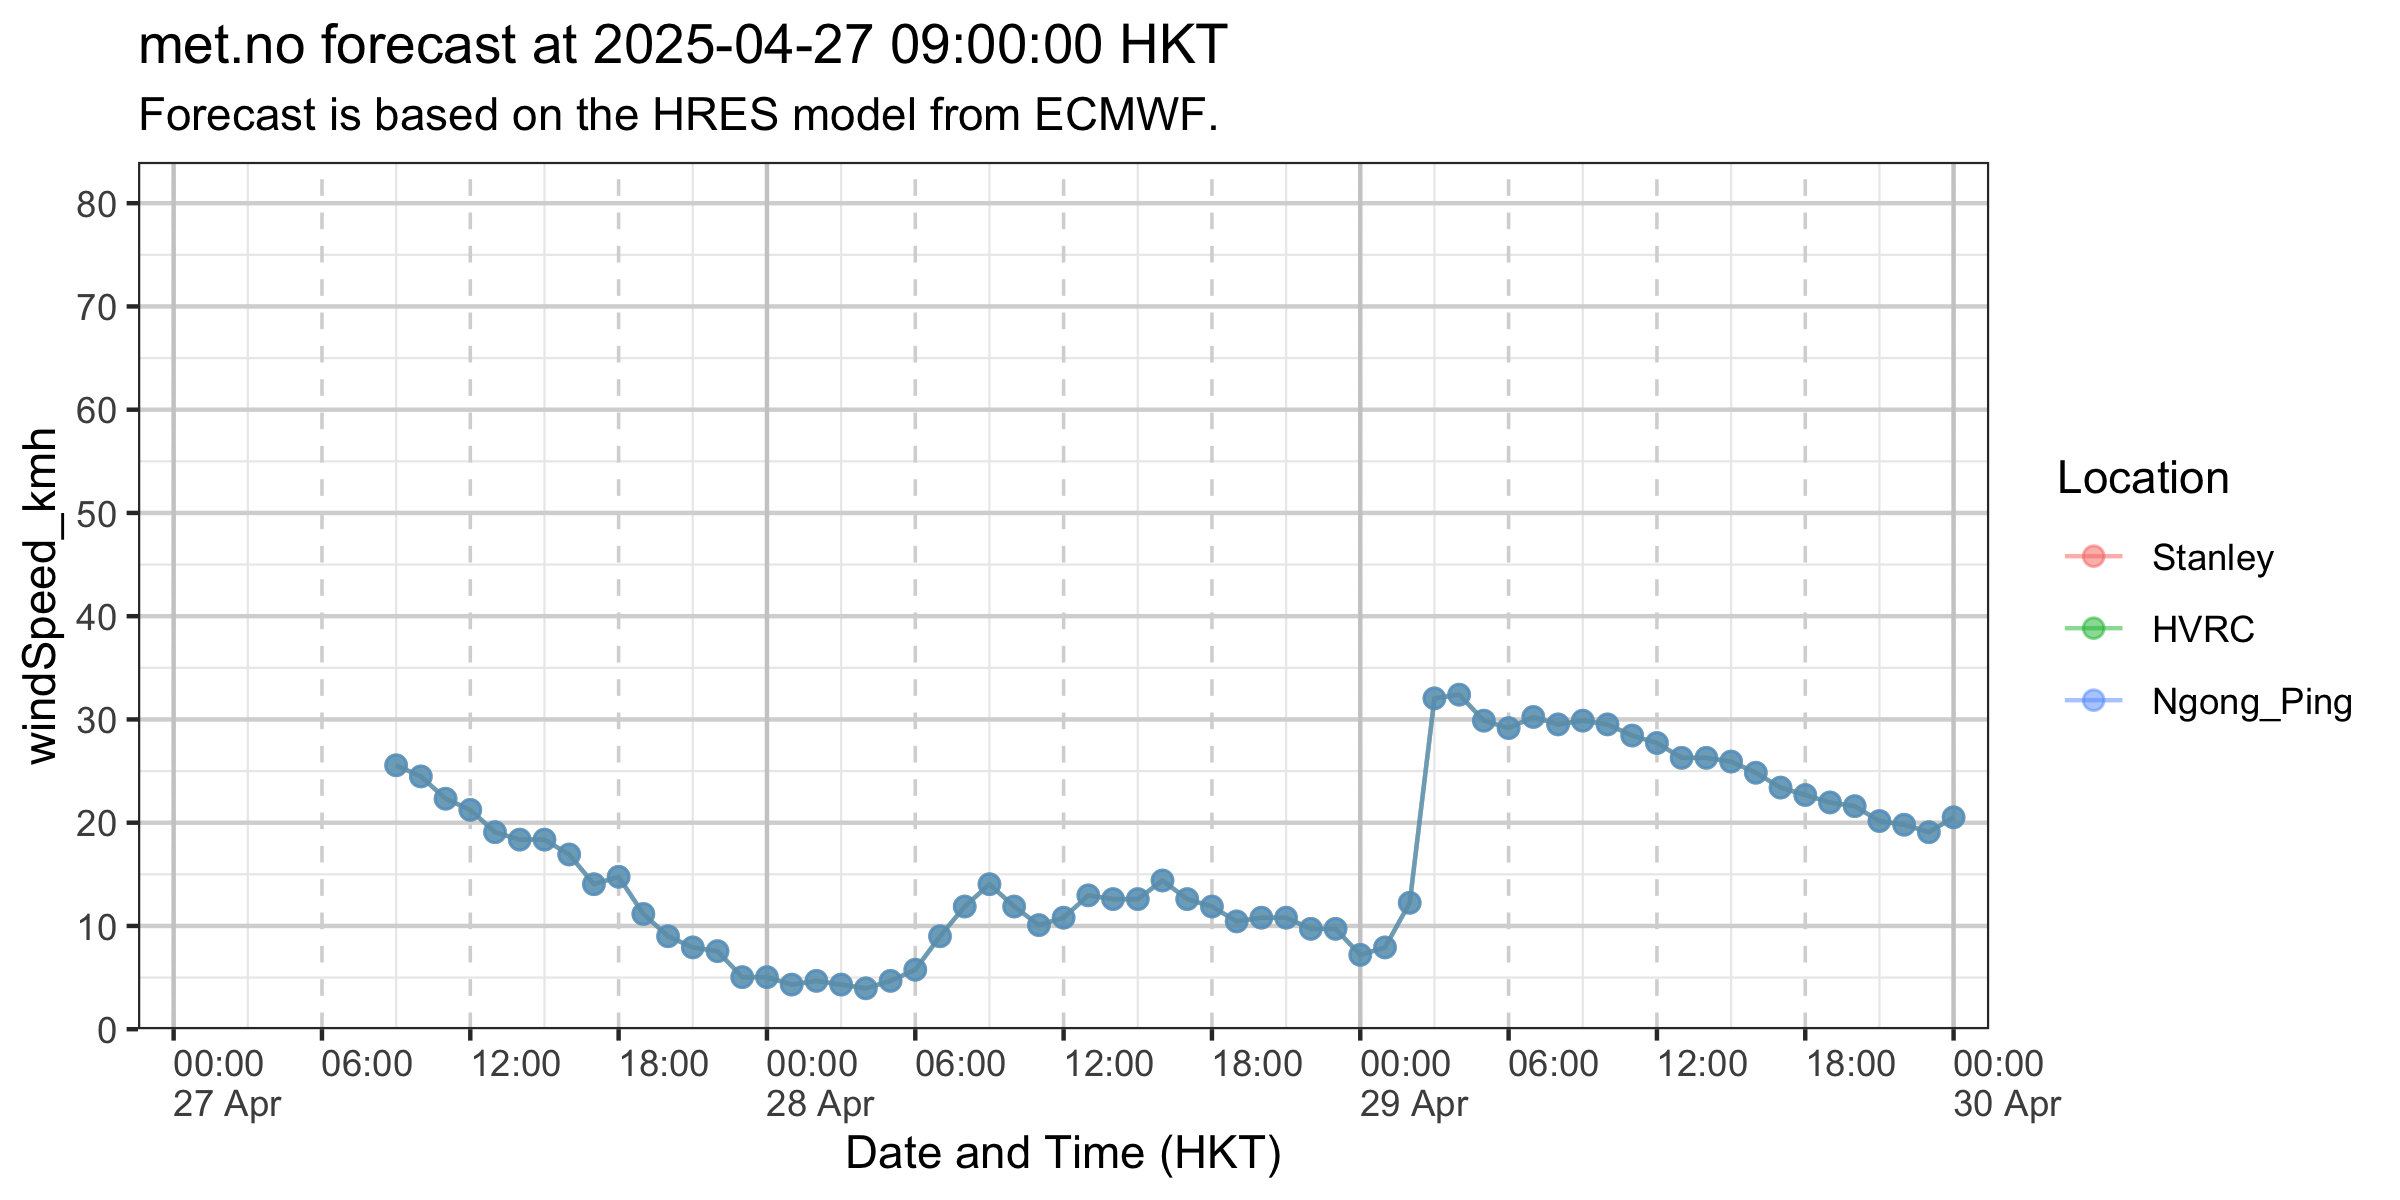 met.no forecast at 2025-04-27 09:00:00 HKT
Forecast is based on the HRES model from ECMWF.
windSpeed_kmh
80
70
60
50
40
30
20
10
0
00:00 06:00 12:00 18:00 00:00 06:00 12:00 18:00 00:00 06:00 12:00 18:00 00:00
27 Apr 28 Apr 29 Apr 30 Apr
Date and Time (HKT)
Location
Stanley
HVRC
Ngong_Ping